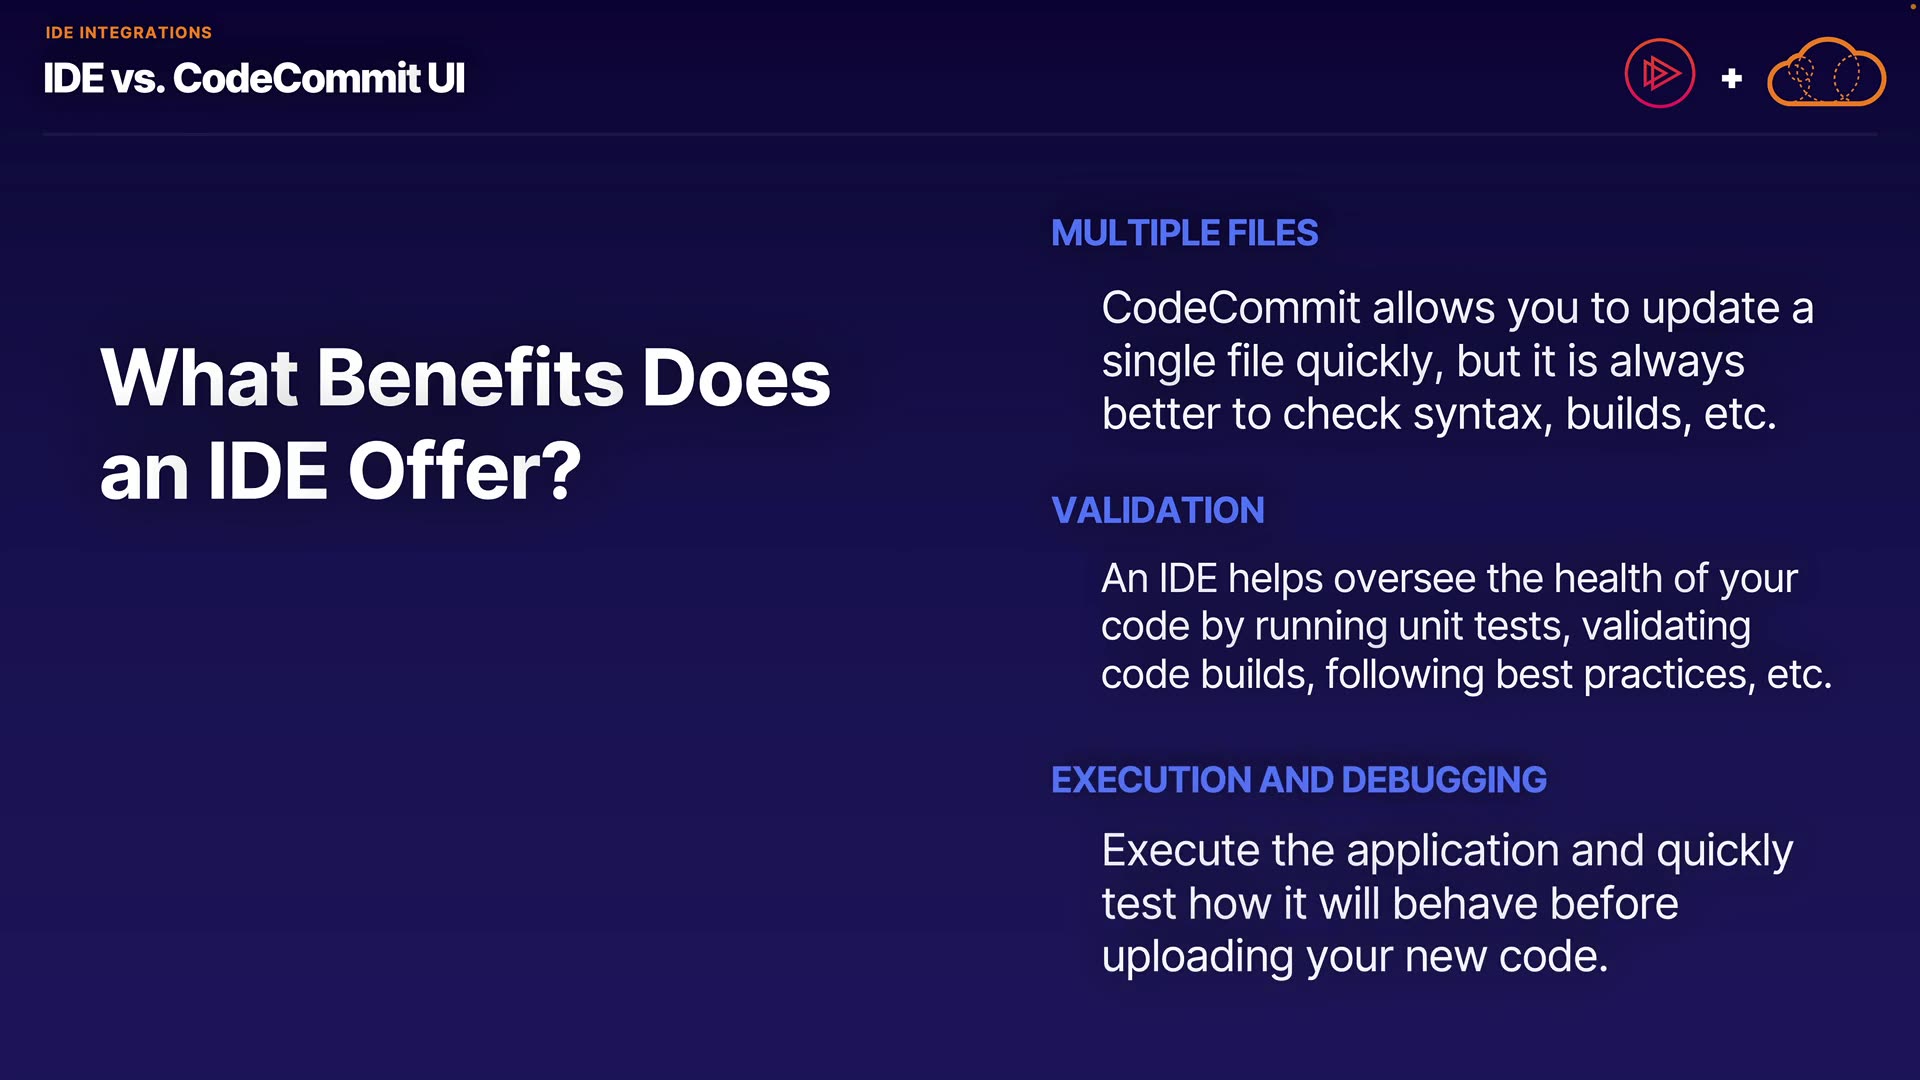 IDE INTEGRATIONS
IDE vs. CodeCommit UI
+
What Benefits Does
an IDE Offer?
MULTIPLE FILES
CodeCommit allows you to update a
single file quickly, but it is always
better to check syntax, builds, etc.
VALIDATION
An IDE helps oversee the health of your
code by running unit tests, validating
code builds, following best practices, etc.
EXECUTION AND DEBUGGING
Execute the application and quickly
test how it will behave before
uploading your new code.